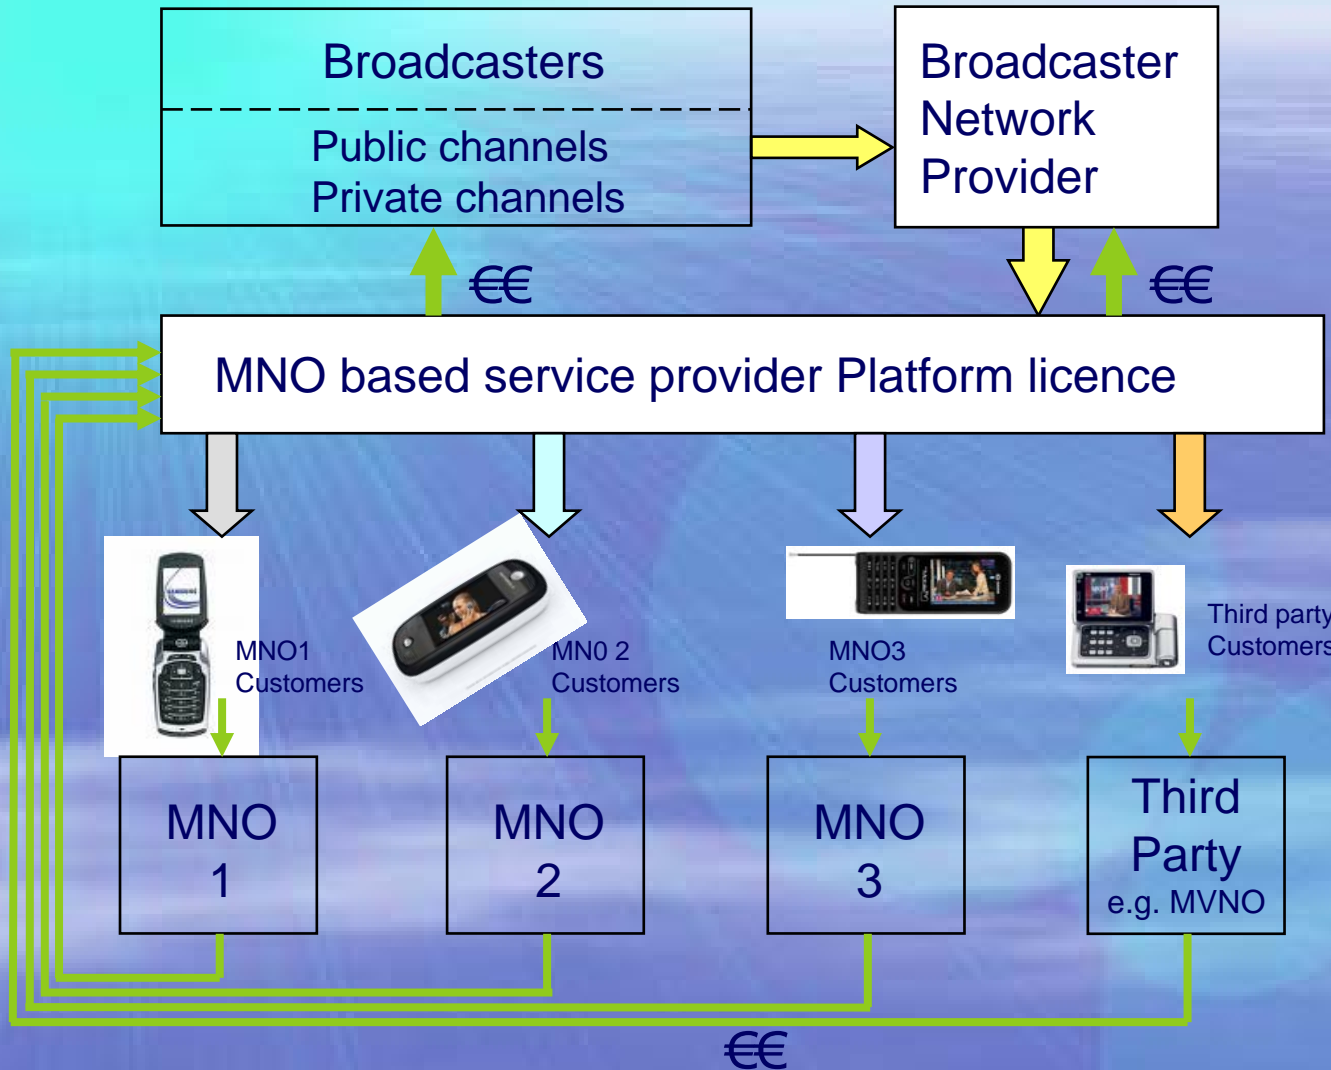 Broadcasters
Public channels
Private channels
Broadcaster
Network
Provider
€€
€€
MNO based service provider Platform licence
SAMSUNG
MNO1
Customers
MN0 2
Customers
MNO3
Customers
Third party
Customers
MNO
1
MNO
2
MNO
3
Third
Party
e.g. MVNO
€€